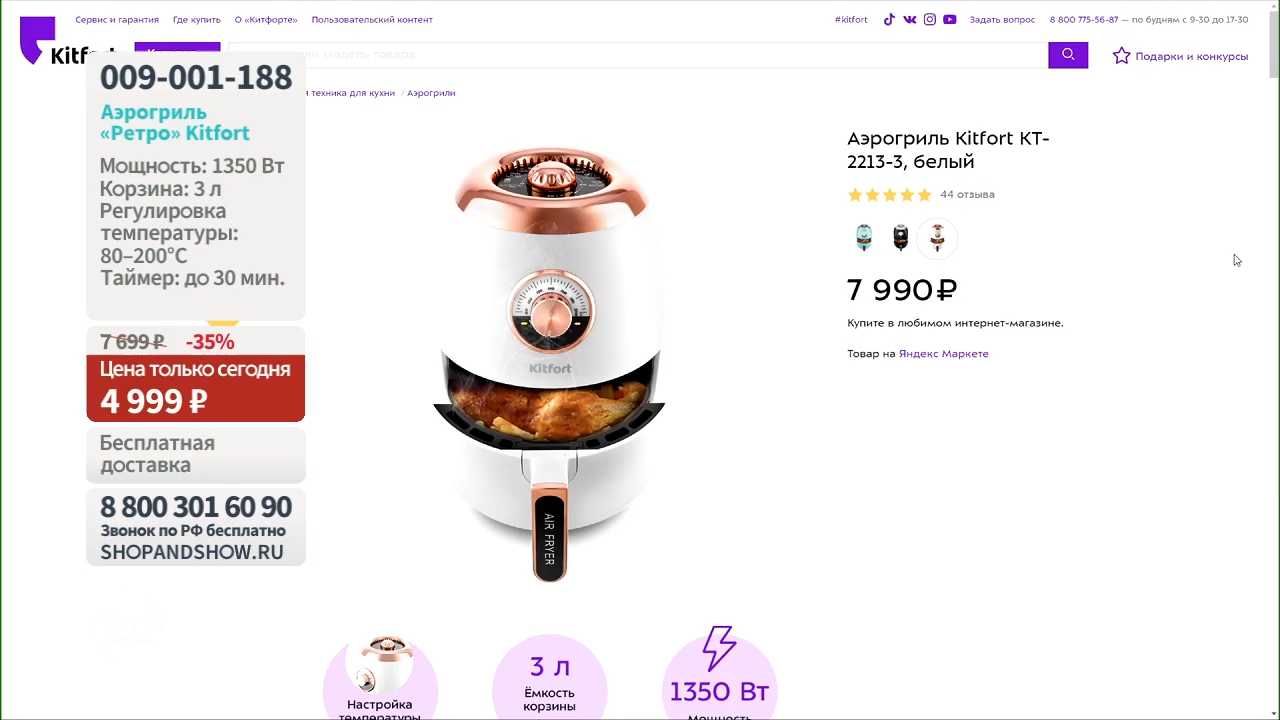 Сервис и гарантия Где купить О «Китфорте» Пользовательский контент
#kitfort Задать вопрос 8 800 775-56-87 — по будням с 9-30 до 17-30
Подарки и конкурсы
техника для кухни / Аэрогрили
009-001-188
Аэрогриль
«Ретро» Kitfort
Мощность: 1350 Вт
Корзина: 3 л
Регулировка
температуры:
80–200°С
Таймер: до 30 мин.
7 699 ₽ -35%
Цена только сегодня
4 999 ₽
Бесплатная
доставка
8 800 301 60 90
Звонок по РФ бесплатно
SHOPANDSHOW.RU
Kitfort
AIR FRYER
Аэрогриль Kitfort КТ-
2213-3, белый
44 отзыва
7 990 ₽
Купите в любимом интернет-магазине.
Товар на Яндекс Маркете
Настройка
температуры
3 л
Ёмкость
корзины
1350 Вт
Мощность